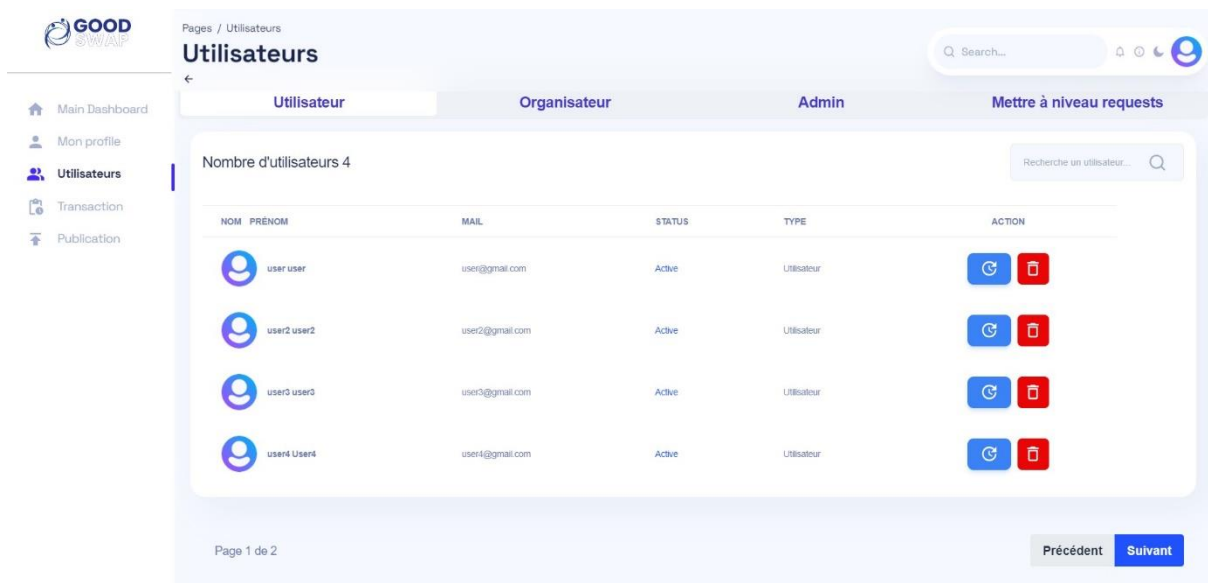 GOOD
SWAP
Pages / Utilisateurs
Utilisateurs
Search...
Main Dashboard
Mon profile
Utilisateurs
Transaction
Publication
Utilisateur Organisateur Admin Mettre à niveau requests
Nombre d'utilisateurs 4
Recherche un utilisateur...
NOM PRÉNOM MAIL STATUS TYPE ACTION
user user user@gmail.com Active Utilisateur
user2 user2 user2@gmail.com Active Utilisateur
user3 user3 user3@gmail.com Active Utilisateur
user4 User4 user4@gmail.com Active Utilisateur
Page 1 de 2
Précédent Suivant